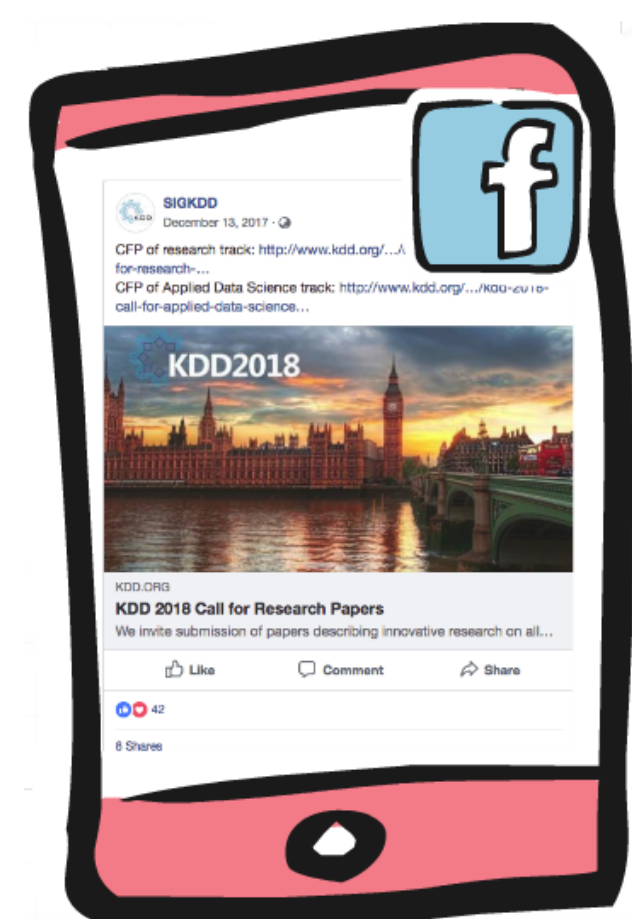 f
SIGKDD
KDD
December 13, 2017 ·
CFP of research track: http://www.kdd.org/.../
for-research-...
CFP of Applied Data Science track: http://www.kdd.org/.../kdd-2018-
call-for-applied-data-science...
KDD2018
KDD.ORG
KDD 2018 Call for Research Papers
We invite submission of papers describing innovative research on all...
Like Comment Share
42
8 Shares